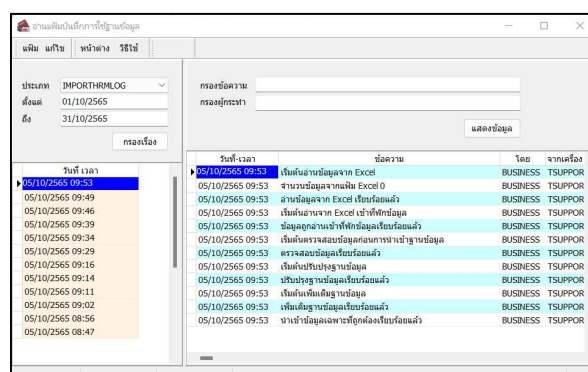 อ่านแฟ้มบันทึกการใช้ฐานข้อมูล
แฟ้ม แก้ไข หน้าต่าง วิธีใช้
ประเภท IMPORTHRMLOG
ตั้งแต่ 01/10/2565
ถึง 31/10/2565
กรองเรื่อง
กรองข้อความ
กรองผู้กระทำ
แสดงข้อมูล
วันที่ เวลา
05/10/2565 09:53
05/10/2565 09:49
05/10/2565 09:46
05/10/2565 09:39
05/10/2565 09:34
05/10/2565 09:29
05/10/2565 09:16
05/10/2565 09:14
05/10/2565 09:11
05/10/2565 09:02
05/10/2565 08:56
05/10/2565 08:47
วันที่-เวลา ข้อความ โดย จากเครื่อง
05/10/2565 09:53 เริ่มต้นอ่านข้อมูลจาก Excel BUSINESS TSUPPOR
05/10/2565 09:53 จำนวนข้อมูลจากแฟ้ม Excel 0 BUSINESS TSUPPOR
05/10/2565 09:53 อ่านข้อมูลจาก Excel เรียบร้อยแล้ว BUSINESS TSUPPOR
05/10/2565 09:53 เริ่มต้นอ่านจาก Excel เข้าที่พักข้อมูล BUSINESS TSUPPOR
05/10/2565 09:53 ข้อมูลถูกอ่านเข้าที่พักข้อมูลเรียบร้อยแล้ว BUSINESS TSUPPOR
05/10/2565 09:53 เริ่มต้นตรวจสอบข้อมูลก่อนการนำเข้าฐานข้อมูล BUSINESS TSUPPOR
05/10/2565 09:53 ตรวจสอบข้อมูลเรียบร้อยแล้ว BUSINESS TSUPPOR
05/10/2565 09:53 เริ่มต้นปรับปรุงฐานข้อมูล BUSINESS TSUPPOR
05/10/2565 09:53 ปรับปรุงฐานข้อมูลเรียบร้อยแล้ว BUSINESS TSUPPOR
05/10/2565 09:53 เริ่มต้นเพิ่มเติมฐานข้อมูล BUSINESS TSUPPOR
05/10/2565 09:53 เพิ่มเติมฐานข้อมูลเรียบร้อยแล้ว BUSINESS TSUPPOR
05/10/2565 09:53 นำเข้าข้อมูลเฉพาะที่ถูกต้องเรียบร้อยแล้ว BUSINESS TSUPPOR